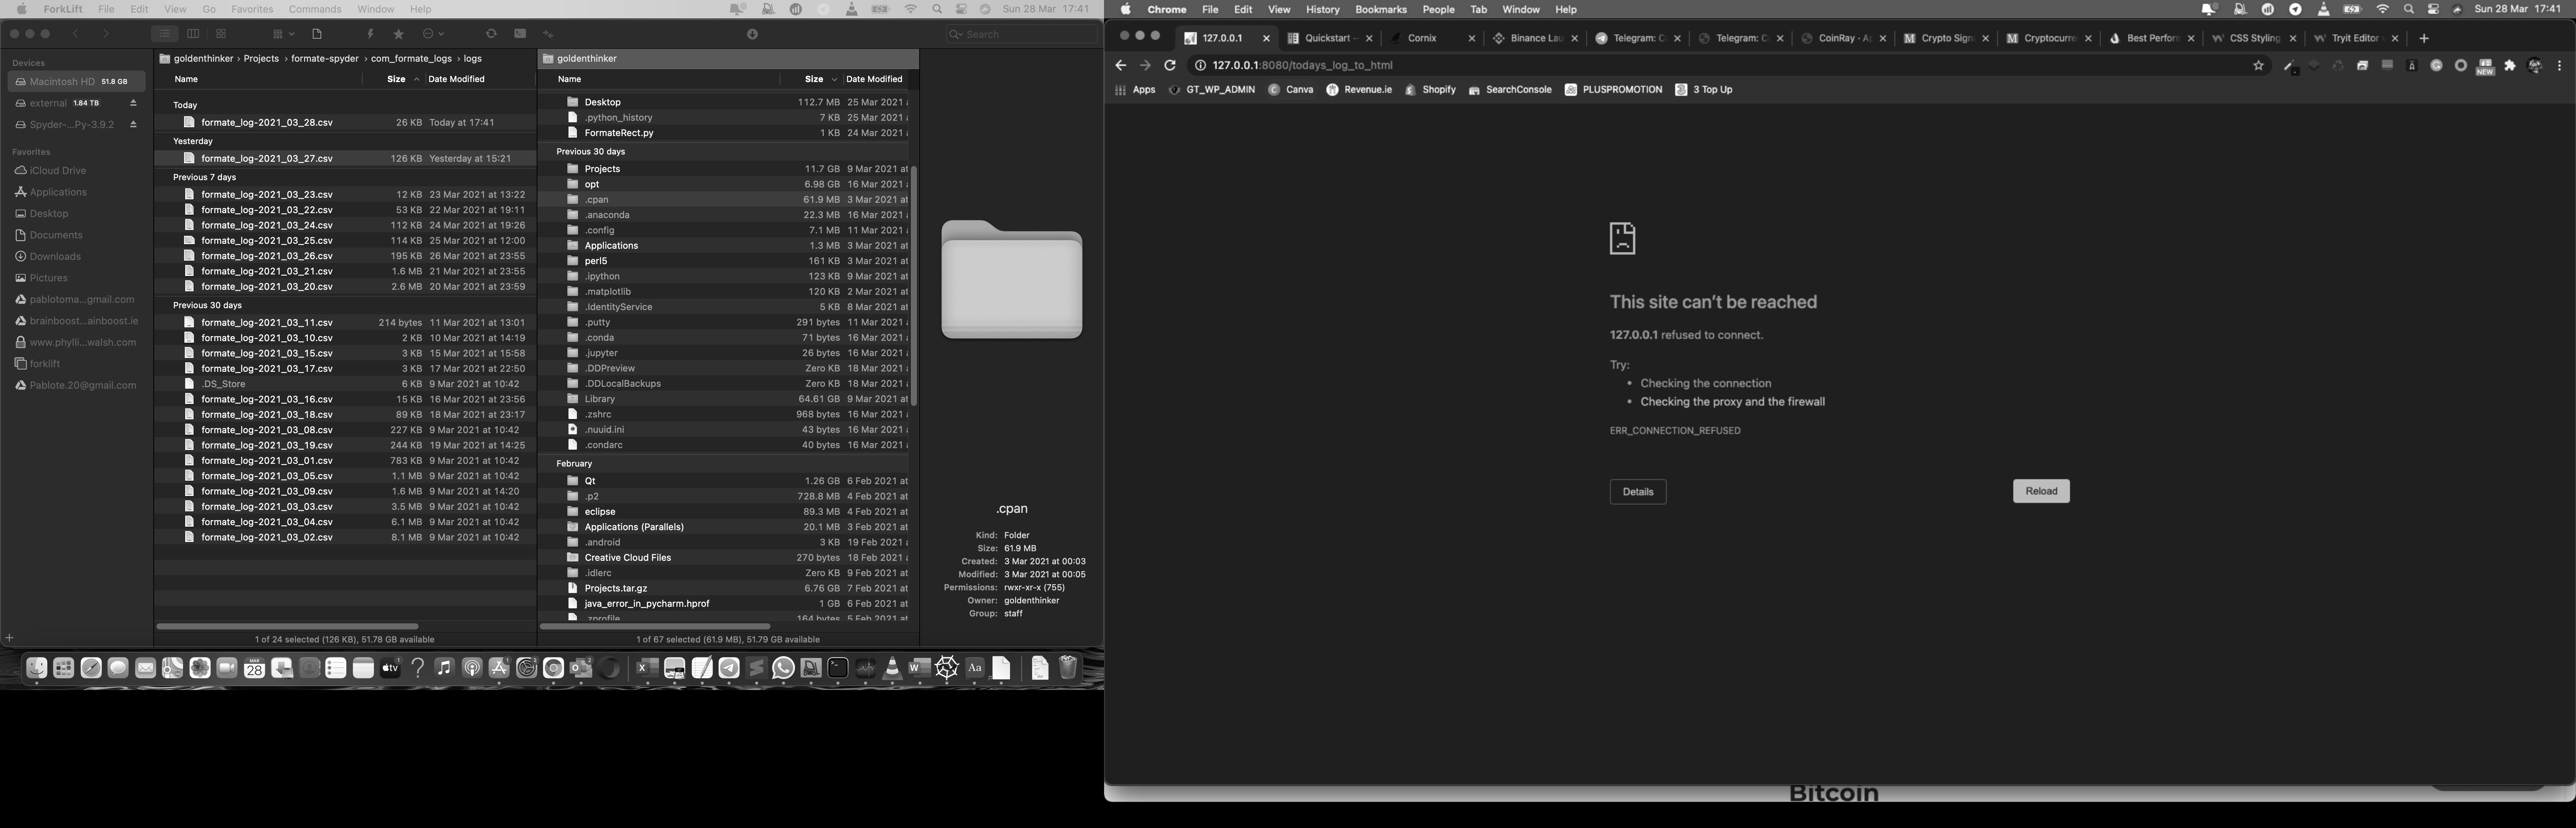 ForkLift File Edit View Go Favorites Commands Window Help Sun 28 Mar 17:41
Search
Devices
Macintosh HD 51.8 GB
external 1.84 TB
Spyder-...Py-3.9.2
Favorites
iCloud Drive
Applications
Desktop
Documents
Downloads
Pictures
pablotoma...gmail.com
brainboost...ainboost.ie
www.phylli...walsh.com
forklift
Pablote.20@gmail.com
goldenthinker › Projects › formate-spyder › com_formate_logs › logs
Name Size Date Modified
Today
formate_log-2021_03_28.csv 26 KB Today at 17:41
Yesterday
formate_log-2021_03_27.csv 126 KB Yesterday at 15:21
Previous 7 days
formate_log-2021_03_23.csv 12 KB 23 Mar 2021 at 13:22
formate_log-2021_03_22.csv 53 KB 22 Mar 2021 at 19:11
formate_log-2021_03_24.csv 112 KB 24 Mar 2021 at 19:26
formate_log-2021_03_25.csv 114 KB 25 Mar 2021 at 12:00
formate_log-2021_03_26.csv 195 KB 26 Mar 2021 at 23:55
formate_log-2021_03_21.csv 1.6 MB 21 Mar 2021 at 23:55
formate_log-2021_03_20.csv 2.6 MB 20 Mar 2021 at 23:59
Previous 30 days
formate_log-2021_03_11.csv 214 bytes 11 Mar 2021 at 13:01
formate_log-2021_03_10.csv 2 KB 10 Mar 2021 at 14:19
formate_log-2021_03_15.csv 3 KB 15 Mar 2021 at 15:58
formate_log-2021_03_17.csv 3 KB 17 Mar 2021 at 22:50
.DS_Store 6 KB 9 Mar 2021 at 10:42
formate_log-2021_03_16.csv 15 KB 16 Mar 2021 at 23:56
formate_log-2021_03_18.csv 89 KB 18 Mar 2021 at 23:17
formate_log-2021_03_08.csv 227 KB 9 Mar 2021 at 10:42
formate_log-2021_03_19.csv 244 KB 19 Mar 2021 at 14:25
formate_log-2021_03_01.csv 783 KB 9 Mar 2021 at 10:42
formate_log-2021_03_05.csv 1.1 MB 9 Mar 2021 at 10:42
formate_log-2021_03_09.csv 1.6 MB 9 Mar 2021 at 14:20
formate_log-2021_03_03.csv 3.5 MB 9 Mar 2021 at 10:42
formate_log-2021_03_04.csv 6.1 MB 9 Mar 2021 at 10:42
formate_log-2021_03_02.csv 8.1 MB 9 Mar 2021 at 10:42
1 of 24 selected (126 KB), 51.78 GB available
goldenthinker
Name Size Date Modified
Desktop 112.7 MB 25 Mar 2021
.python_history 7 KB 25 Mar 2021
FormateRect.py 1 KB 24 Mar 2021
Previous 30 days
Projects 11.7 GB 9 Mar 2021 at
opt 6.98 GB 16 Mar 2021
.cpan 61.9 MB 3 Mar 2021 at
.anaconda 22.3 MB 16 Mar 2021
.config 7.1 MB 11 Mar 2021
Applications 1.3 MB 3 Mar 2021 at
perl5 161 KB 3 Mar 2021 at
.ipython 123 KB 9 Mar 2021 at
.matplotlib 120 KB 2 Mar 2021 at
.IdentityService 5 KB 8 Mar 2021 at
.putty 291 bytes 11 Mar 2021
.conda 71 bytes 16 Mar 2021
.jupyter 26 bytes 16 Mar 2021
.DDPreview Zero KB 18 Mar 2021
.DDLocalBackups Zero KB 18 Mar 2021
Library 64.61 GB 9 Mar 2021 at
.zshrc 968 bytes 16 Mar 2021
.nuuid.ini 43 bytes 16 Mar 2021
.condarc 40 bytes 16 Mar 2021
February
Qt 1.26 GB 6 Feb 2021 at
.p2 728.8 MB 4 Feb 2021 at
eclipse 89.3 MB 4 Feb 2021 at
Applications (Parallels) 20.1 MB 3 Feb 2021 at
.android 3 KB 19 Feb 2021
Creative Cloud Files 270 bytes 18 Feb 2021
.idlerc Zero KB 9 Feb 2021 at
Projects.tar.gz 6.76 GB 7 Feb 2021 at
java_error_in_pycharm.hprof 1 GB 6 Feb 2021 at
.zprofile 164 bytes 5 Feb 2021 at
1 of 67 selected (61.9 MB), 51.79 GB available
.cpan
Kind: Folder
Size: 61.9 MB
Created: 3 Mar 2021 at 00:03
Modified: 3 Mar 2021 at 00:05
Permissions: rwxr-xr-x (755)
Owner: goldenthinker
Group: staff
MAR
28
tv
Aa
Chrome File Edit View History Bookmarks People Tab Window Help Sun 28 Mar 17:41
127.0.0.1 Quickstart – Cornix Binance Lau Telegram: C Telegram: C CoinRay - A Crypto Sign Cryptocurre Best Perform CSS Styling Tryit Editor
127.0.0.1:8080/todays_log_to_html
NEW
Apps GT_WP_ADMIN Canva Revenue.ie Shopify SearchConsole PLUSPROMOTION 3 Top Up
This site can't be reached
127.0.0.1 refused to connect.
Try:
• Checking the connection
• Checking the proxy and the firewall
ERR_CONNECTION_REFUSED
Details Reload
Bitcoin